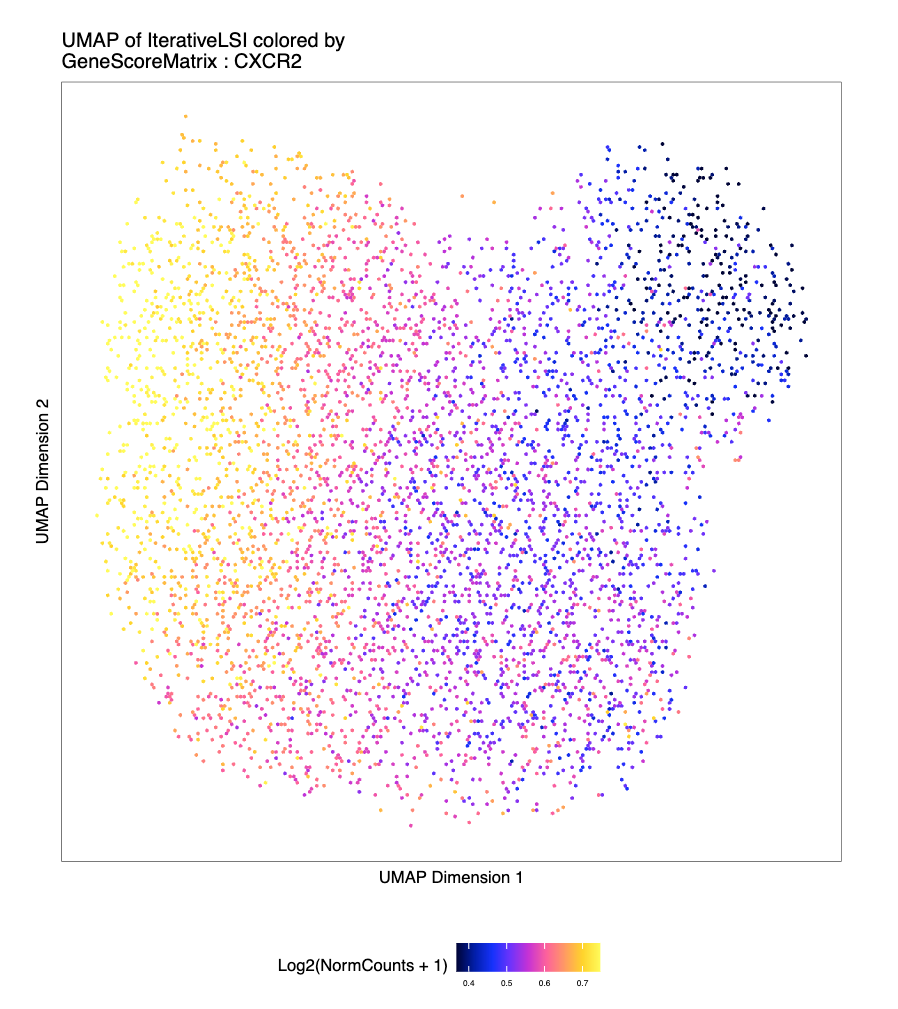 UMAP of IterativeLSI colored by
GeneScoreMatrix : CXCR2
UMAP Dimension 2
UMAP Dimension 1
Log2(NormCounts + 1)
0.4 0.5 0.6 0.7